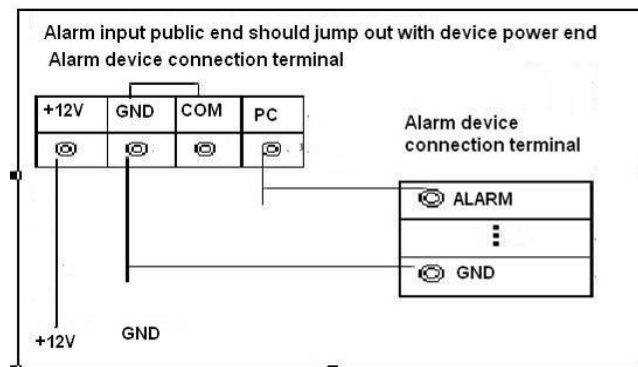 Alarm input public end should jump out with device power end
Alarm device connection terminal
+12V GND COM PC
Alarm device
connection terminal
ALARM
GND
+12V GND